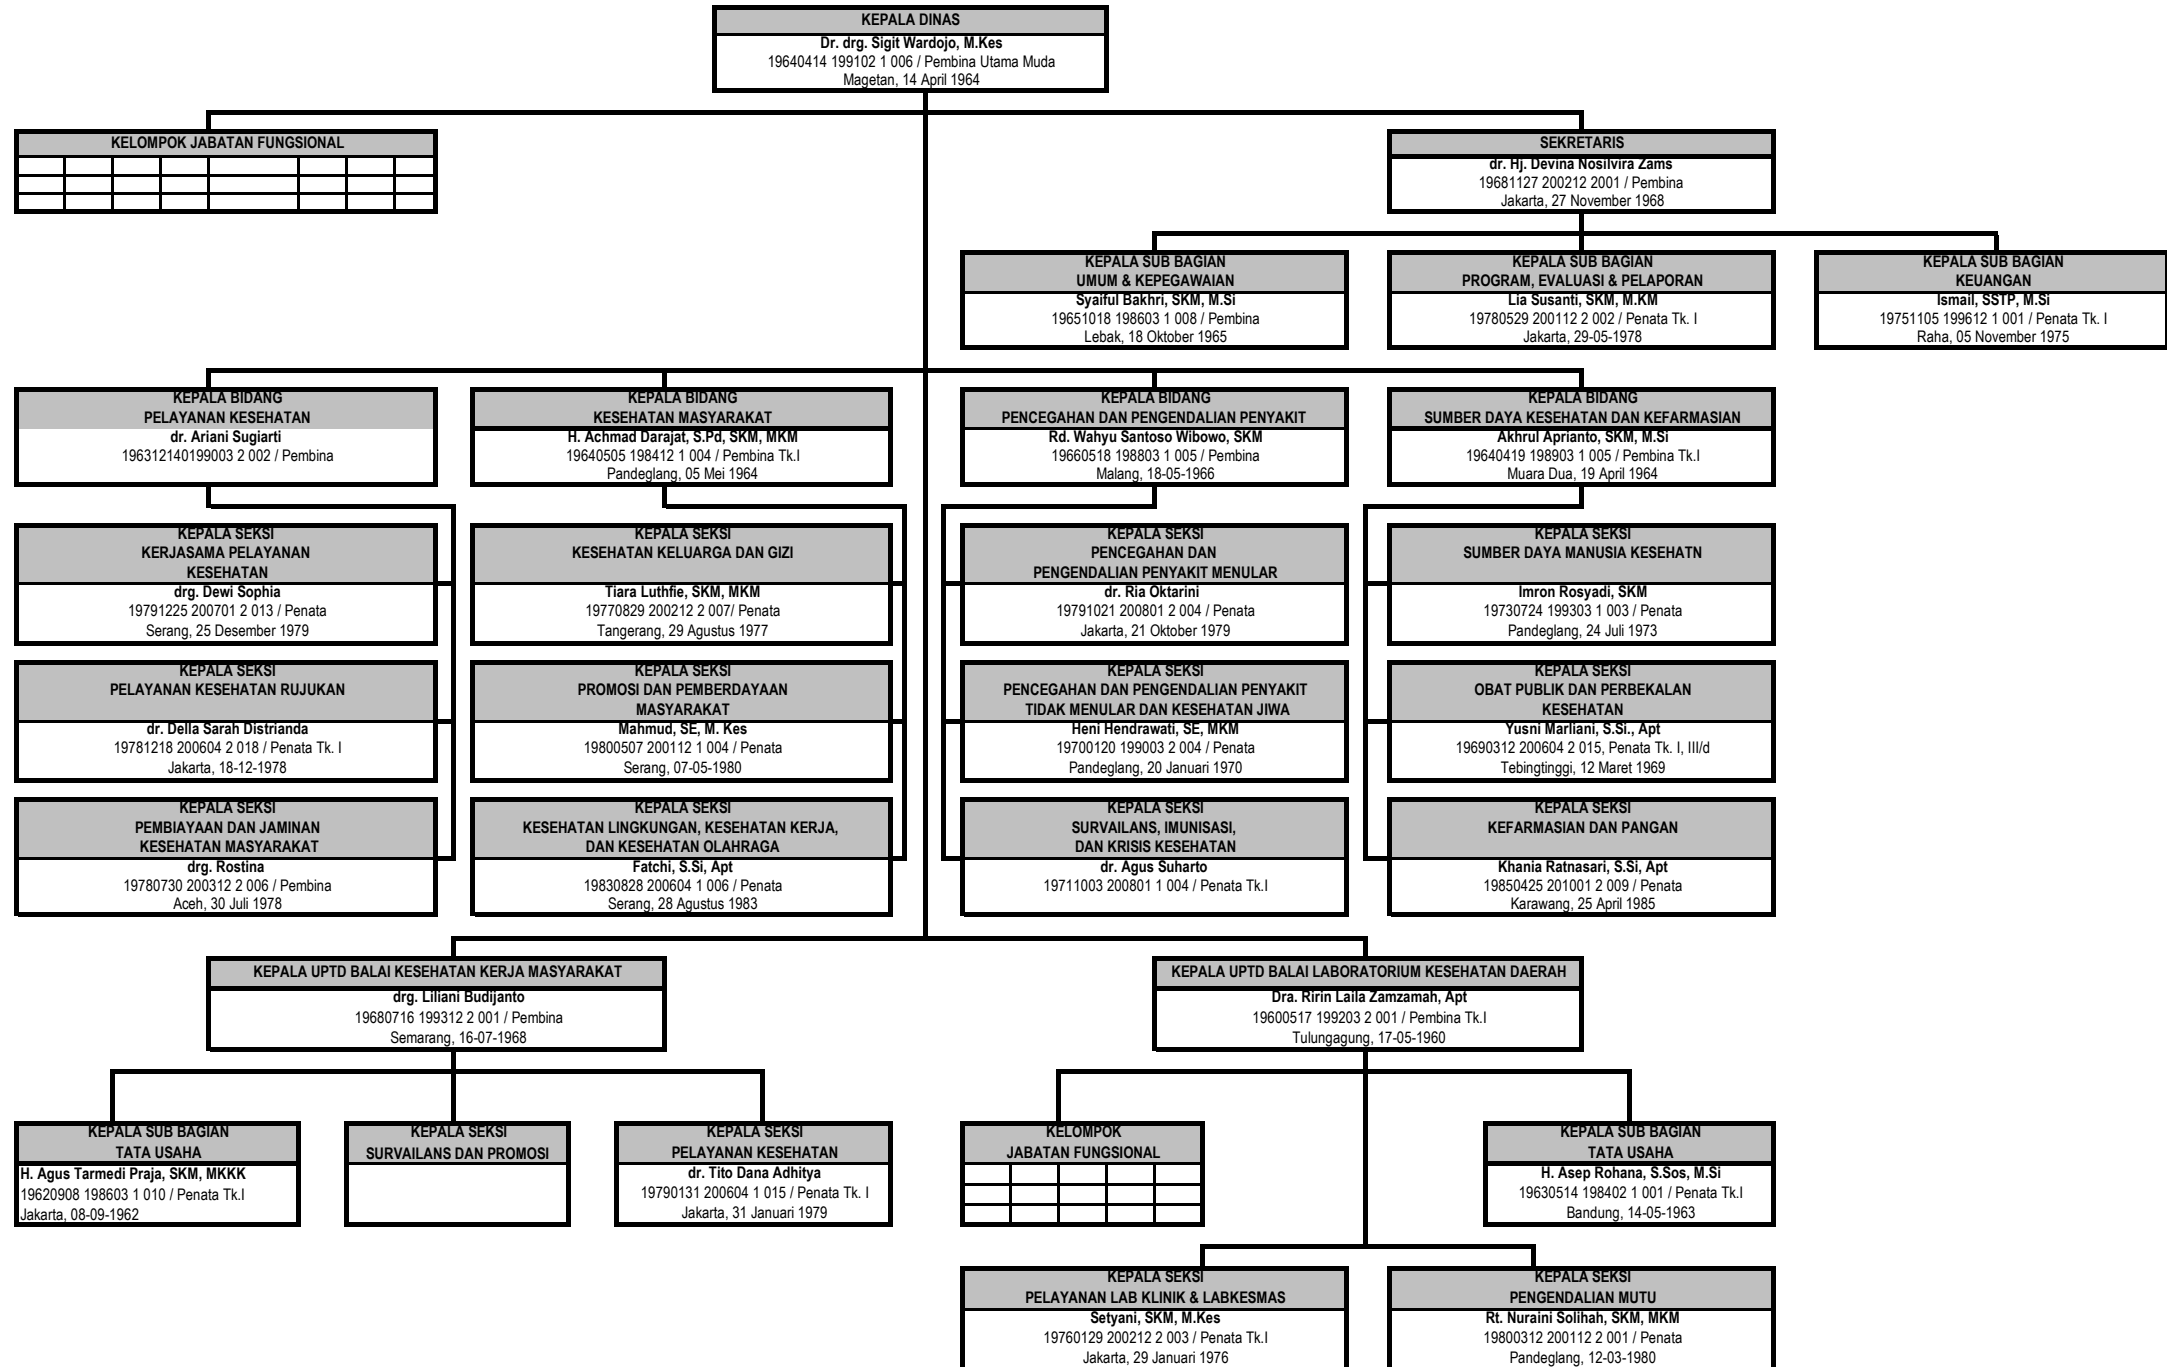 KEPALA DINAS
Dr. drg. Sigit Wardojo, M.Kes
19640414 199102 1 006 / Pembina Utama Muda
Magetan, 14 April 1964
KELOMPOK JABATAN FUNGSIONAL
SEKRETARIS
dr. Hj. Devina Nosilvira Zams
19681127 200212 2001 / Pembina
Jakarta, 27 November 1968
KEPALA SUB BAGIAN
UMUM & KEPEGAWAIAN
Syaiful Bakhri, SKM, M.Si
19651018 198603 1 008 / Pembina
Lebak, 18 Oktober 1965
KEPALA SUB BAGIAN
PROGRAM, EVALUASI & PELAPORAN
Lia Susanti, SKM, M.KM
19780529 200112 2 002 / Penata Tk. I
Jakarta, 29-05-1978
KEPALA SUB BAGIAN
KEUANGAN
Ismail, SSTP, M.Si
19751105 199612 1 001 / Penata Tk. I
Raha, 05 November 1975
KEPALA BIDANG
PELAYANAN KESEHATAN
dr. Ariani Sugiarti
196312140199003 2 002 / Pembina
KEPALA BIDANG
KESEHATAN MASYARAKAT
H. Achmad Darajat, S.Pd, SKM, MKM
19640505 198412 1 004 / Pembina Tk.I
Pandeglang, 05 Mei 1964
KEPALA BIDANG
PENCEGAHAN DAN PENGENDALIAN PENYAKIT
Rd. Wahyu Santoso Wibowo, SKM
19660518 198803 1 005 / Pembina
Malang, 18-05-1966
KEPALA BIDANG
SUMBER DAYA KESEHATAN DAN KEFARMASIAN
Akhrul Aprianto, SKM, M.Si
19640419 198903 1 005 / Pembina Tk.I
Muara Dua, 19 April 1964
KEPALA SEKSI
KERJASAMA PELAYANAN
KESEHATAN
drg. Dewi Sophia
19791225 200701 2 013 / Penata
Serang, 25 Desember 1979
KEPALA SEKSI
KESEHATAN KELUARGA DAN GIZI
Tiara Luthfie, SKM, MKM
19770829 200212 2 007/ Penata
Tangerang, 29 Agustus 1977
KEPALA SEKSI
PENCEGAHAN DAN
PENGENDALIAN PENYAKIT MENULAR
dr. Ria Oktarini
19791021 200801 2 004 / Penata
Jakarta, 21 Oktober 1979
KEPALA SEKSI
SUMBER DAYA MANUSIA KESEHATN
Imron Rosyadi, SKM
19730724 199303 1 003 / Penata
Pandeglang, 24 Juli 1973
KEPALA SEKSI
PELAYANAN KESEHATAN RUJUKAN
dr. Della Sarah Distrianda
19781218 200604 2 018 / Penata Tk. I
Jakarta, 18-12-1978
KEPALA SEKSI
PROMOSI DAN PEMBERDAYAAN
MASYARAKAT
Mahmud, SE, M. Kes
19800507 200112 1 004 / Penata
Serang, 07-05-1980
KEPALA SEKSI
PENCEGAHAN DAN PENGENDALIAN PENYAKIT
TIDAK MENULAR DAN KESEHATAN JIWA
Heni Hendrawati, SE, MKM
19700120 199003 2 004 / Penata
Pandeglang, 20 Januari 1970
KEPALA SEKSI
OBAT PUBLIK DAN PERBEKALAN
KESEHATAN
Yusni Marliani, S.Si., Apt
19690312 200604 2 015, Penata Tk. I, III/d
Tebingtinggi, 12 Maret 1969
KEPALA SEKSI
PEMBIAYAAN DAN JAMINAN
KESEHATAN MASYARAKAT
drg. Rostina
19780730 200312 2 006 / Pembina
Aceh, 30 Juli 1978
KEPALA SEKSI
KESEHATAN LINGKUNGAN, KESEHATAN KERJA,
DAN KESEHATAN OLAHRAGA
Fatchi, S.Si, Apt
19830828 200604 1 006 / Penata
Serang, 28 Agustus 1983
KEPALA SEKSI
SURVAILANS, IMUNISASI,
DAN KRISIS KESEHATAN
dr. Agus Suharto
19711003 200801 1 004 / Penata Tk.I
KEPALA SEKSI
KEFARMASIAN DAN PANGAN
Khania Ratnasari, S.Si, Apt
19850425 201001 2 009 / Penata
Karawang, 25 April 1985
KEPALA UPTD BALAI KESEHATAN KERJA MASYARAKAT
drg. Liliani Budijanto
19680716 199312 2 001 / Pembina
Semarang, 16-07-1968
KEPALA UPTD BALAI LABORATORIUM KESEHATAN DAERAH
Dra. Ririn Laila Zamzamah, Apt
19600517 199203 2 001 / Pembina Tk.I
Tulungagung, 17-05-1960
KEPALA SUB BAGIAN
TATA USAHA
H. Agus Tarmedi Praja, SKM, MKKK
19620908 198603 1 010 / Penata Tk.I
Jakarta, 08-09-1962
KEPALA SEKSI
SURVAILANS DAN PROMOSI
KEPALA SEKSI
PELAYANAN KESEHATAN
dr. Tito Dana Adhitya
19790131 200604 1 015 / Penata Tk. I
Jakarta, 31 Januari 1979
KELOMPOK
JABATAN FUNGSIONAL
KEPALA SUB BAGIAN
TATA USAHA
H. Asep Rohana, S.Sos, M.Si
19630514 198402 1 001 / Penata Tk.I
Bandung, 14-05-1963
KEPALA SEKSI
PELAYANAN LAB KLINIK & LABKESMAS
Setyani, SKM, M.Kes
19760129 200212 2 003 / Penata Tk.I
Jakarta, 29 Januari 1976
KEPALA SEKSI
PENGENDALIAN MUTU
Rt. Nuraini Solihah, SKM, MKM
19800312 200112 2 001 / Penata
Pandeglang, 12-03-1980